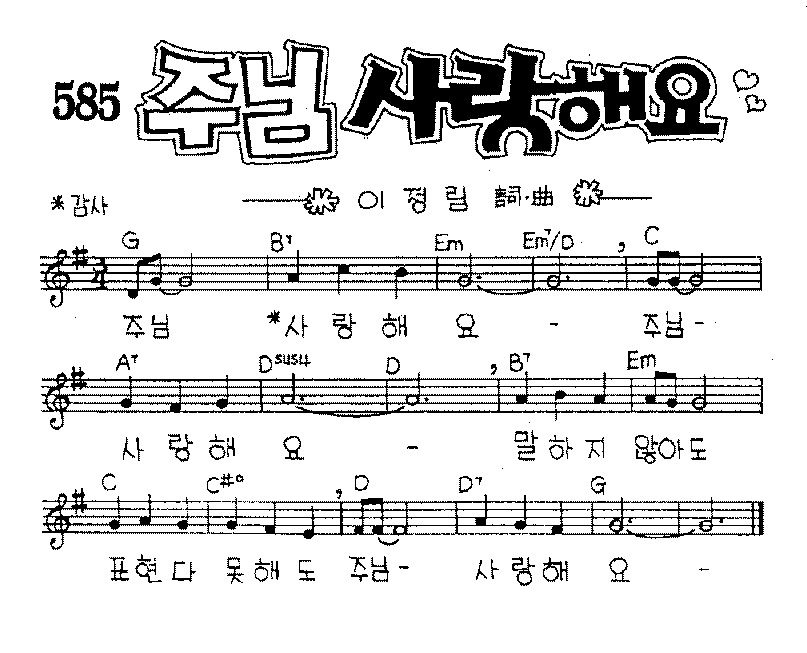 585 주님 사랑해요
*감사 이 정 림 詞·曲
G B7 Em Em7/D C
주님 *사 랑 해 요 - 주님-
A7 Dsus4 D B7 Em
사 랑 해 요 - 말하지 않아도
C C#o D D7 G
표현다 못해도 주님- 사랑해 요 -